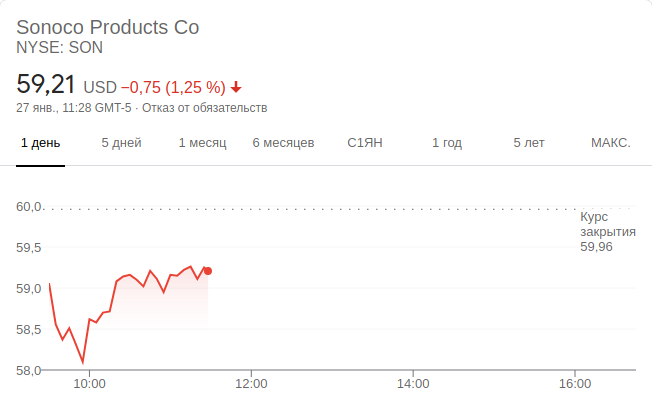 Sonoco Products Co
NYSE: SON
59,21 USD −0,75 (1,25 %)
27 янв., 11:28 GMT-5 · Отказ от обязательств
1 день 5 дней 1 месяц 6 месяцев С1ЯН 1 год 5 лет МАКС.
60,0
Курс
закрытия
59,96
59,5
59,0
58,5
58,0
10:00 12:00 14:00 16:00